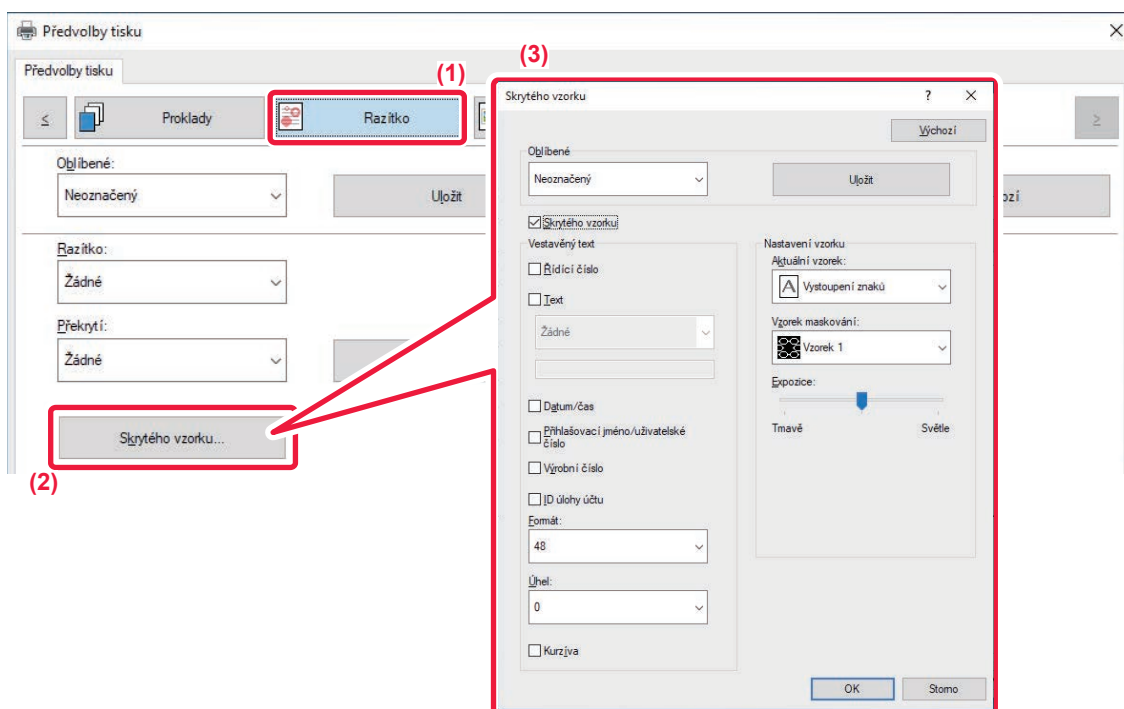 Předvolby tisku
Předvolby tisku
(1)
≤
Proklady
Razítko
≥
Oblíbené:
Neoznačený
Uložit
ozí
Razítko:
Žádné
Překrytí:
Žádné
Skrytého vzorku...
(2)
(3)
Skrytého vzorku
?
Výchozí
Oblíbené
Neoznačený
Uložit
Skrytého vzorku
Vestavěný text
Řídící číslo
Text
Žádné
Datum/čas
Přihlašovací jméno/uživatelské
číslo
Výrobní číslo
ID úlohy účtu
Formát:
48
Úhel:
0
Kurzíva
Nastavení vzorku
Aktuální vzorek:
A Vystoupení znaků
Vzorek maskování:
Vzorek 1
Expozice:
Tmavě Světle
OK Storno